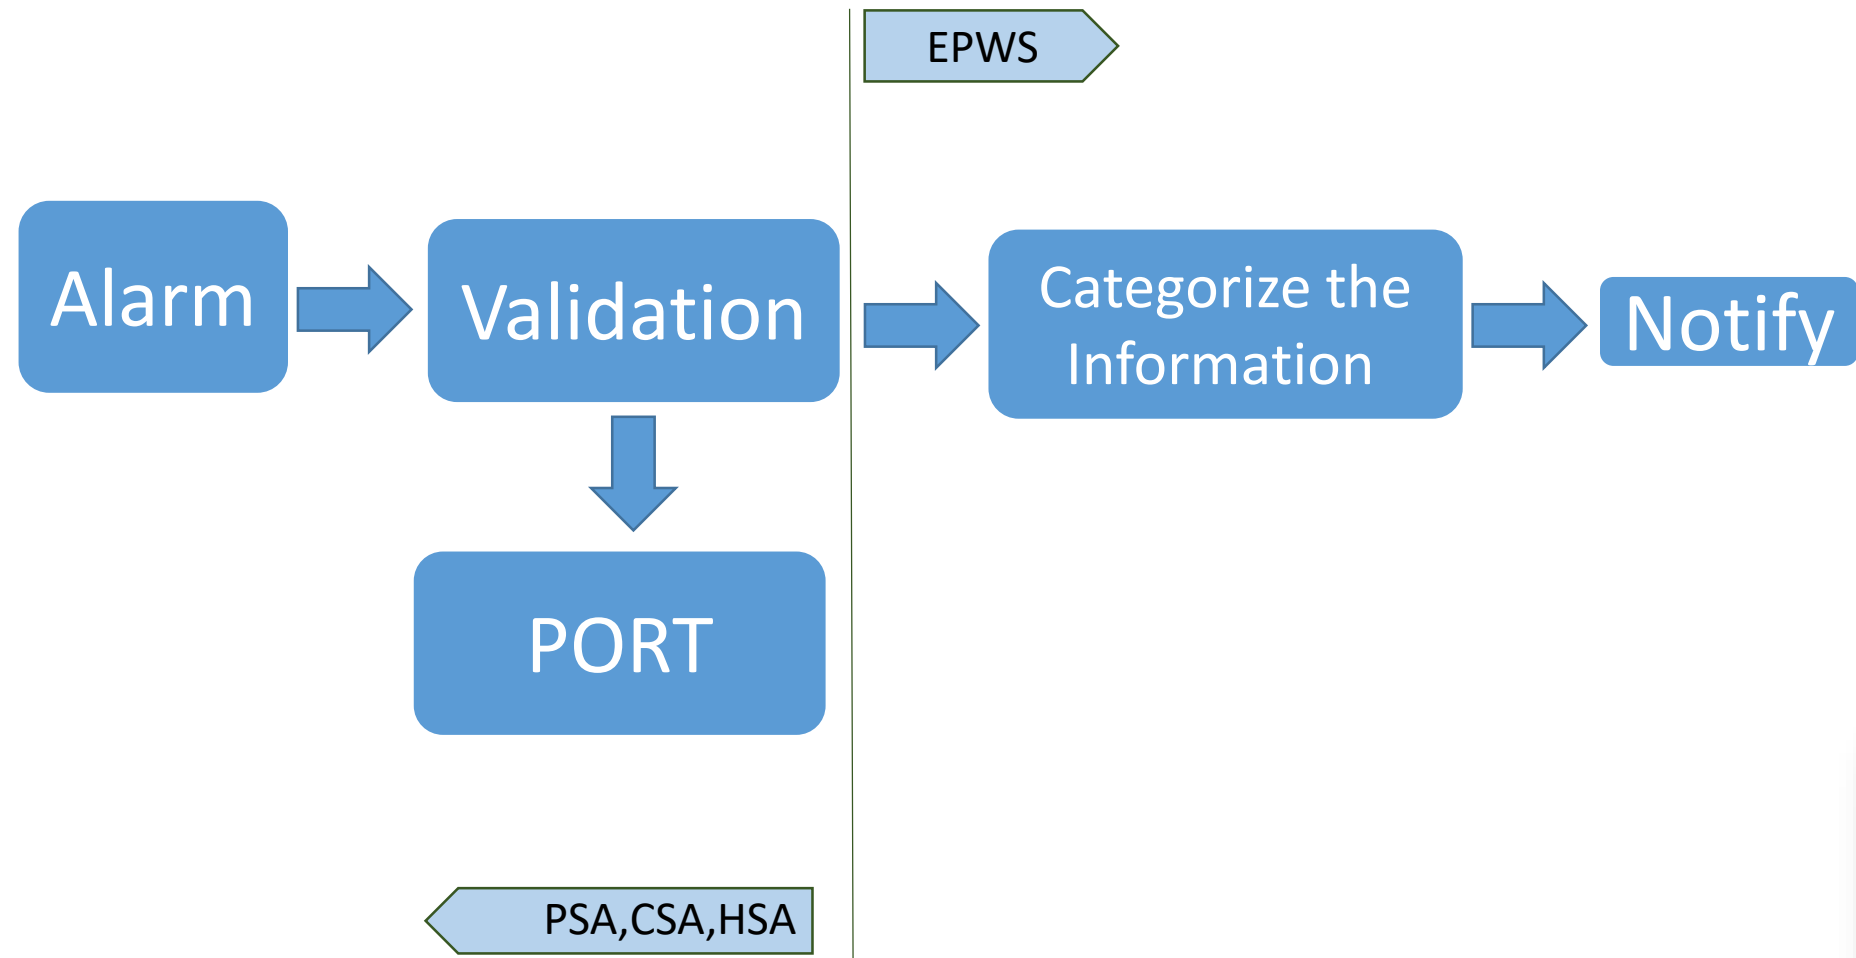 EPWS
Alarm
Validation
Categorize the
Information
Notify
PORT
PSA,CSA,HSA